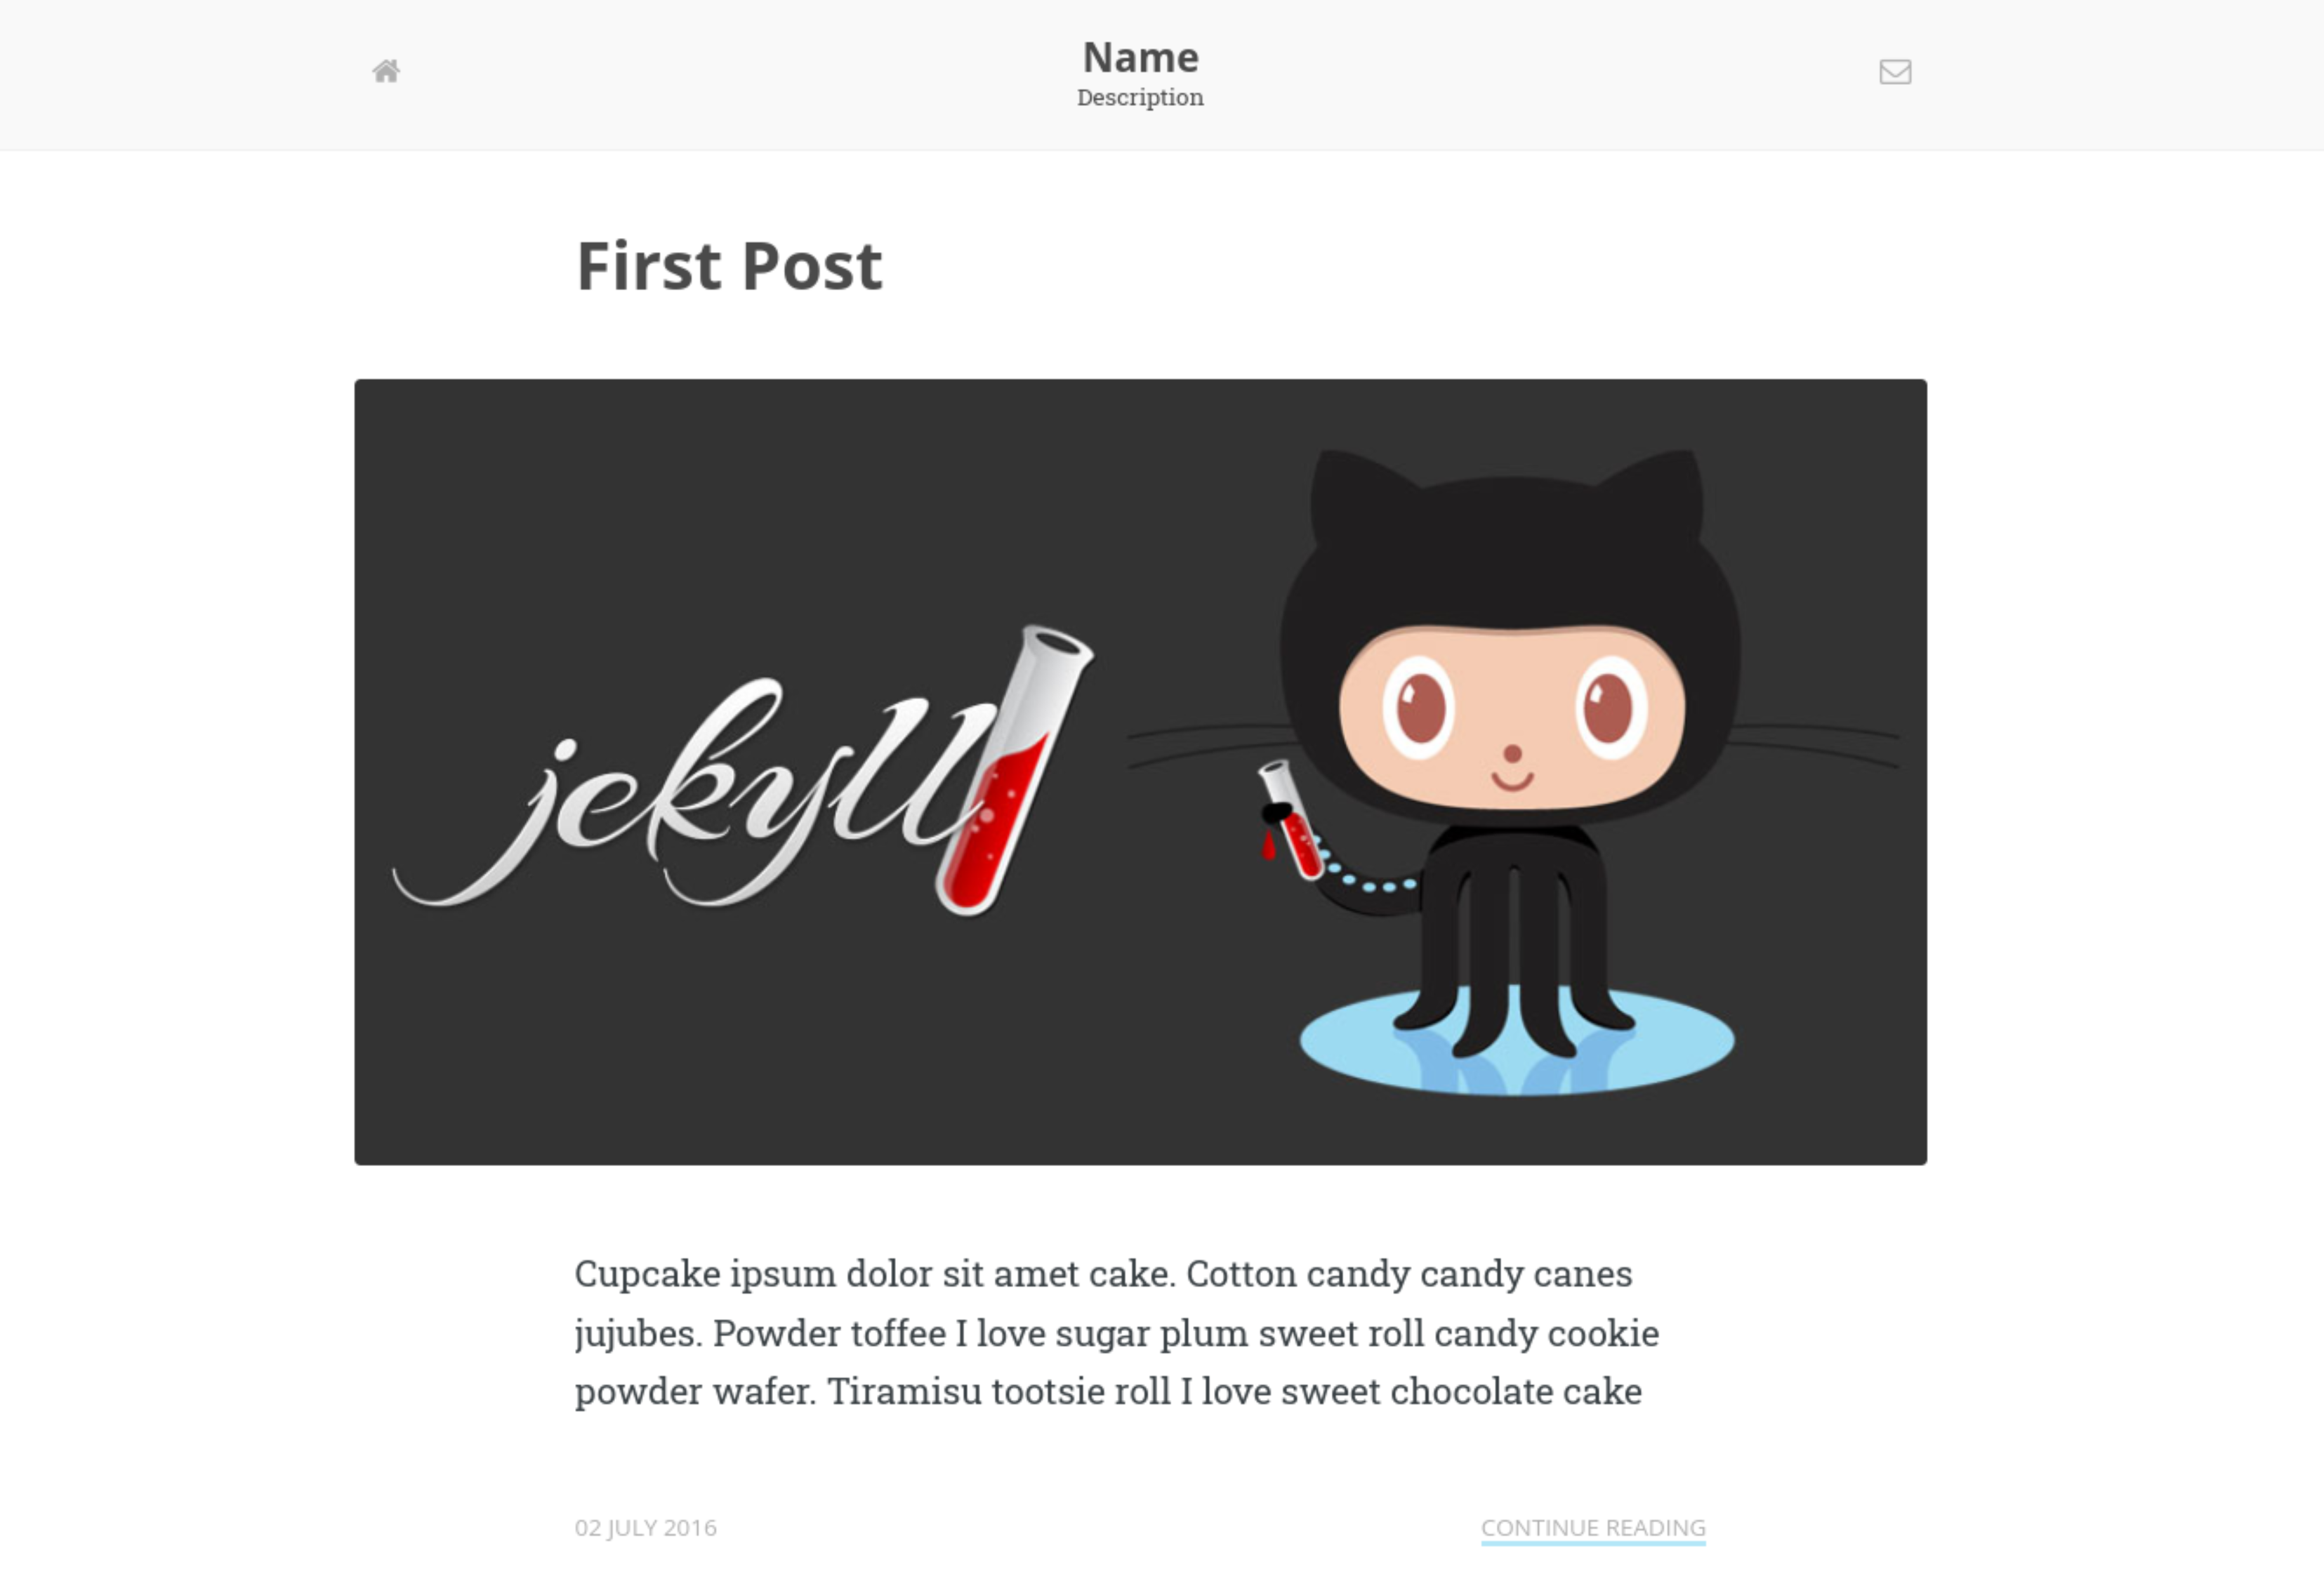 Name
Description
First Post
jekyll
Cupcake ipsum dolor sit amet cake. Cotton candy candy canes
jujubes. Powder toffee I love sugar plum sweet roll candy cookie
powder wafer. Tiramisu tootsie roll I love sweet chocolate cake
02 JULY 2016
CONTINUE READING